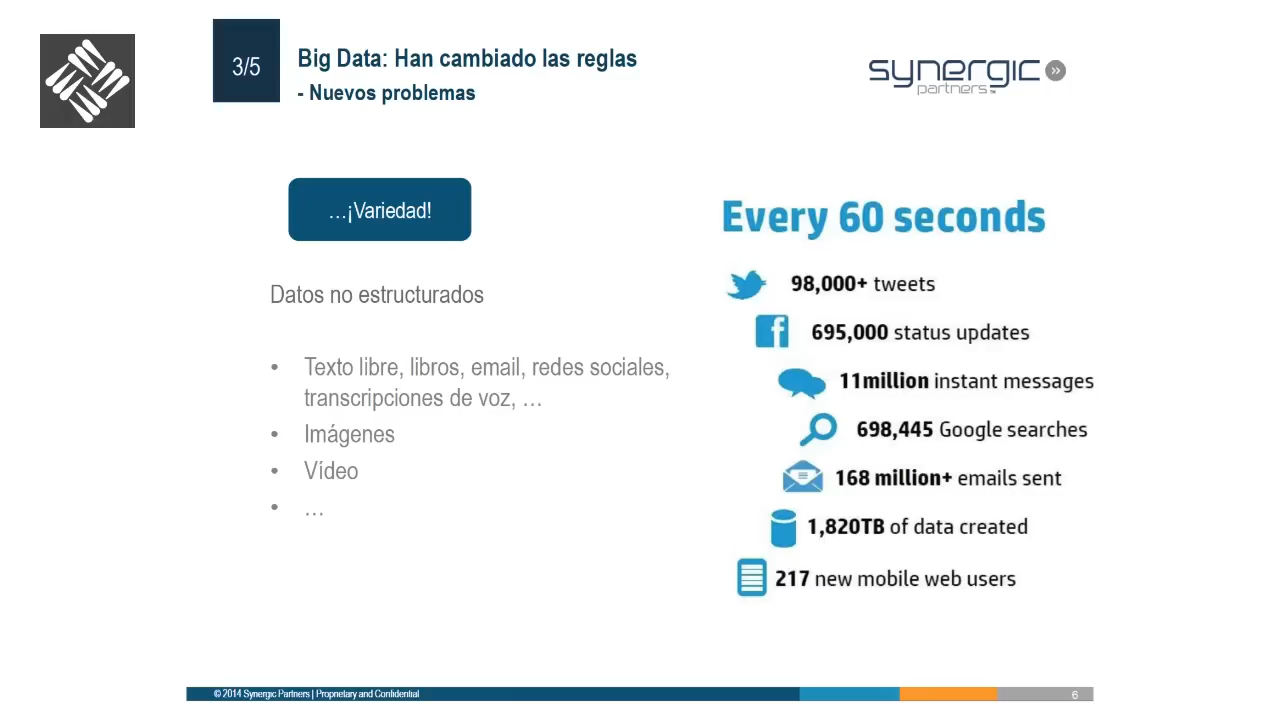 3/5
Big Data: Han cambiado las reglas
- Nuevos problemas
synergic
partners
…¡Variedad!
Datos no estructurados
• Texto libre, libros, email, redes sociales,
transcripciones de voz, …
• Imágenes
• Vídeo
• …
Every 60 seconds
98,000+ tweets
695,000 status updates
11million instant messages
698,445 Google searches
168 million+ emails sent
1,820TB of data created
217 new mobile web users
© 2014 Synergic Partners | Proprietary and Confidential
6